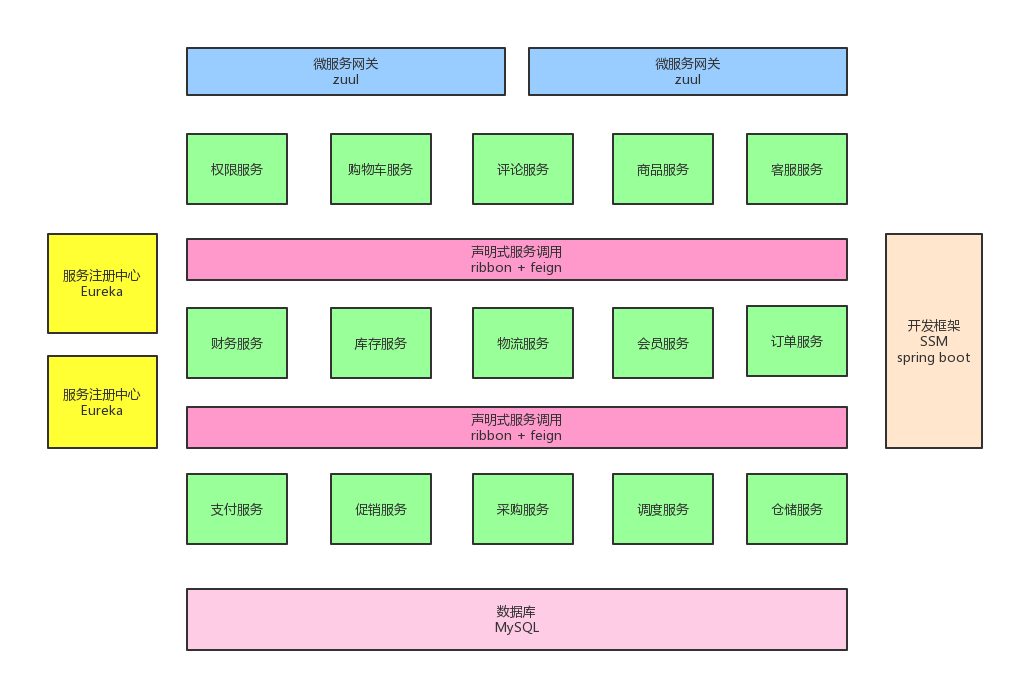 微服务网关
zuul
微服务网关
zuul
权限服务
购物车服务
评论服务
商品服务
客服服务
声明式服务调用
ribbon + feign
服务注册中心
Eureka
财务服务
库存服务
物流服务
会员服务
订单服务
开发框架
SSM
spring boot
服务注册中心
Eureka
声明式服务调用
ribbon + feign
支付服务
促销服务
采购服务
调度服务
仓储服务
数据库
MySQL